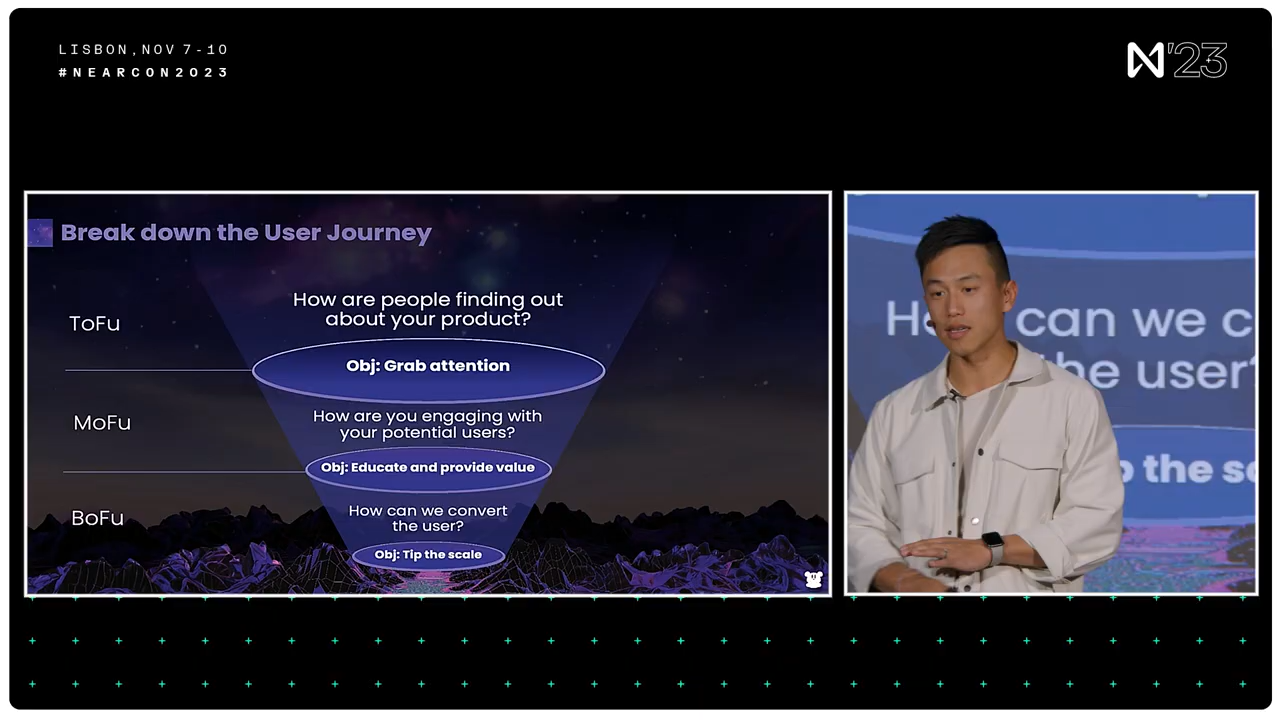 LISBON, NOV 7-10
#NEARCON2023
'23
Break down the User Journey
ToFu
How are people finding out
about your product?
Obj: Grab attention
MoFu
How are you engaging with
your potential users?
Obj: Educate and provide value
BoFu
How can we convert
the user?
Obj: Tip the scale
can we c
the user?
p the sc